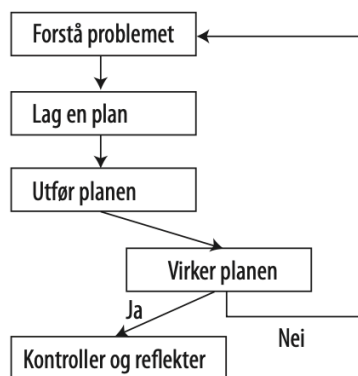 Forstå problemet
Lag en plan
Utfør planen
Virker planen
Ja
Nei
Kontroller og reflekter